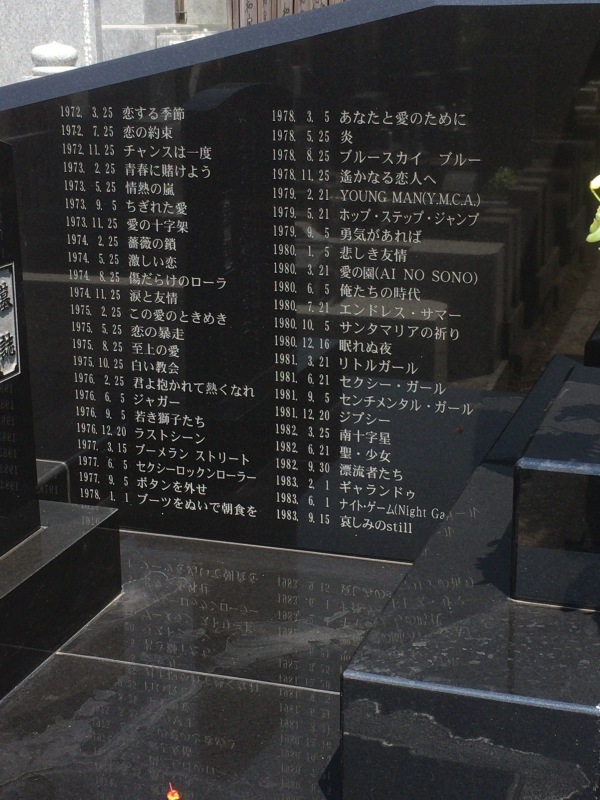 1972. 3.25 恋する季節
1972. 7.25 恋の約束
1972.11.25 チャンスは一度
1973. 2.25 青春に賭けよう
1973. 5.25 情熱の嵐
1973. 9. 5 ちぎれた愛
1973.11.25 愛の十字架
1974. 2.25 薔薇の鎖
1974. 5.25 激しい恋
1974. 8.25 傷だらけのローラ
1974.11.25 涙と友情
1975. 2.25 この愛のときめき
1975. 5.25 恋の暴走
1975. 8.25 至上の愛
1975.10.25 白い教会
1976. 2.25 君よ抱かれて熱くなれ
1976. 6. 5 ジャガー
1976. 9. 5 若き獅子たち
1976.12.20 ラストシーン
1977. 3.15 ブーメラン ストリート
1977. 6. 5 セクシーロックンローラー
1977. 9. 5 ボタンを外せ
1978. 1. 1 ブーツをぬいで朝食を
1978. 3. 5 あなたと愛のために
1978. 5.25 炎
1978. 8.25 ブルースカイ ブルー
1978.11.25 遙かなる恋人へ
1979. 2.21 YOUNG MAN(Y.M.C.A.)
1979. 5.21 ホップ・ステップ・ジャンプ
1979. 9. 5 勇気があれば
1980. 1. 5 悲しき友情
1980. 3.21 愛の園(AI NO SONO)
1980. 6. 5 俺たちの時代
1980. 7.21 エンドレス・サマー
1980.10. 5 サンタマリアの祈り
1980.12.16 眠れぬ夜
1981. 3.21 リトルガール
1981. 6.21 セクシー・ガール
1981. 9. 5 センチメンタル・ガール
1981.12.20 ジプシー
1982. 3.25 南十字星
1982. 6.21 聖・少女
1982. 9.30 漂流者たち
1983. 2. 1 ギャランドゥ
1983. 6. 1 ナイト・ゲーム(Night Ga
1983. 9.15 哀しみのstill
墓誌